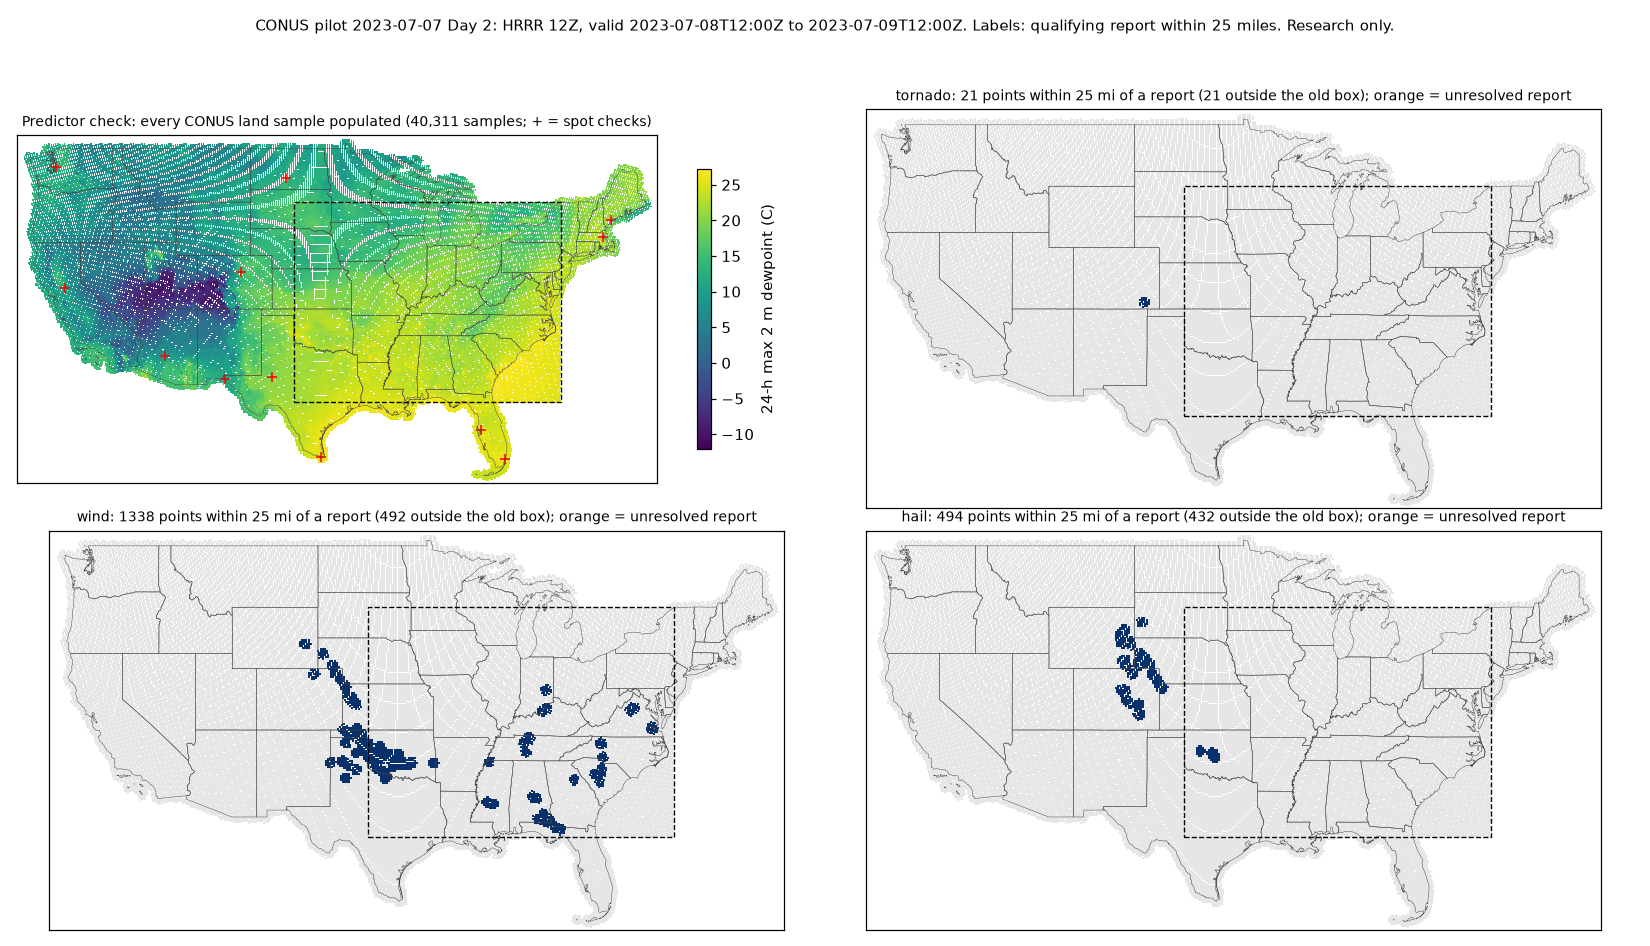 CONUS pilot 2023-07-07 Day 2: HRRR 12Z, valid 2023-07-08T12:00Z to 2023-07-09T12:00Z. Labels: qualifying report within 25 miles. Research only.
Predictor check: every CONUS land sample populated (40,311 samples; + = spot checks)
25
20
15
10
5
0
−5
−10
24-h max 2 m dewpoint (C)
tornado: 21 points within 25 mi of a report (21 outside the old box); orange = unresolved report
wind: 1338 points within 25 mi of a report (492 outside the old box); orange = unresolved report
hail: 494 points within 25 mi of a report (432 outside the old box); orange = unresolved report